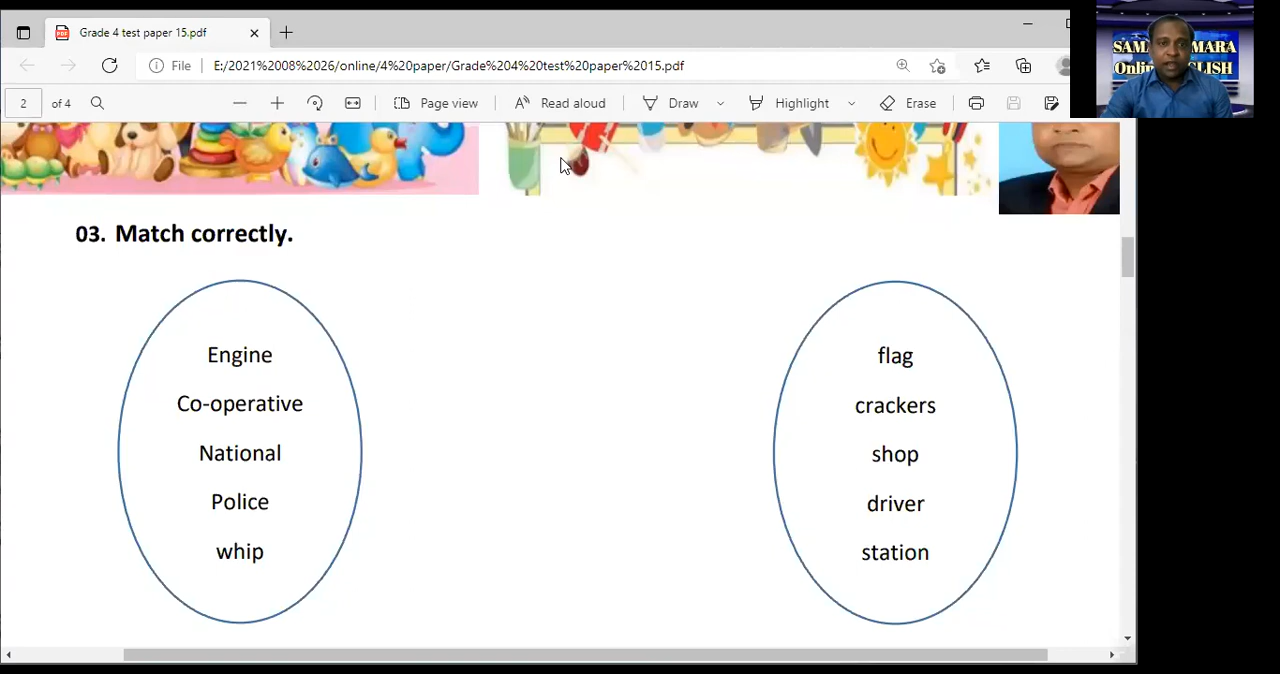 Grade 4 test paper 15.pdf
File E:/2021%2008%2026/online/4%20paper/Grade%204%20test%20paper%2015.pdf
2 of 4 Page view Read aloud Draw Highlight Erase
03. Match correctly.
Engine flag
Co-operative crackers
National shop
Police driver
whip station